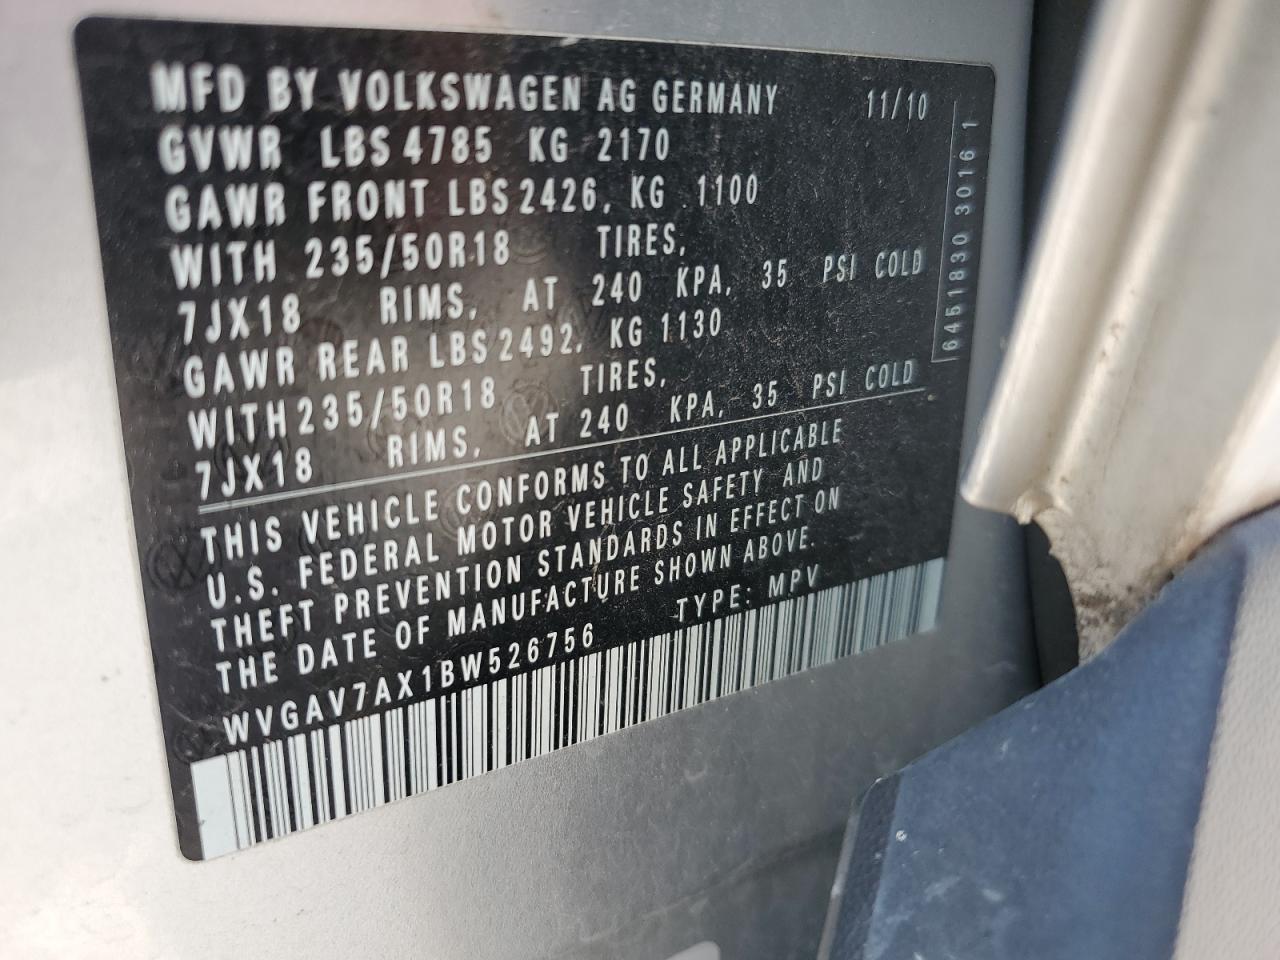 MFD BY VOLKSWAGEN AG GERMANY 11/10
GVWR LBS 4785 KG 2170
GAWR FRONT LBS 2426, KG 1100
WITH 235/50R18 TIRES,
7JX18 RIMS, AT 240 KPA, 35 PSI COLD
GAWR REAR LBS 2492, KG 1130
WITH 235/50R18 TIRES,
7JX18 RIMS, AT 240 KPA, 35 PSI COLD
THIS VEHICLE CONFORMS TO ALL APPLICABLE
U.S. FEDERAL MOTOR VEHICLE SAFETY AND
THEFT PREVENTION STANDARDS IN EFFECT ON
THE DATE OF MANUFACTURE SHOWN ABOVE.
WVGAV7AX1BW526756 TYPE: MPV
6451830 30161